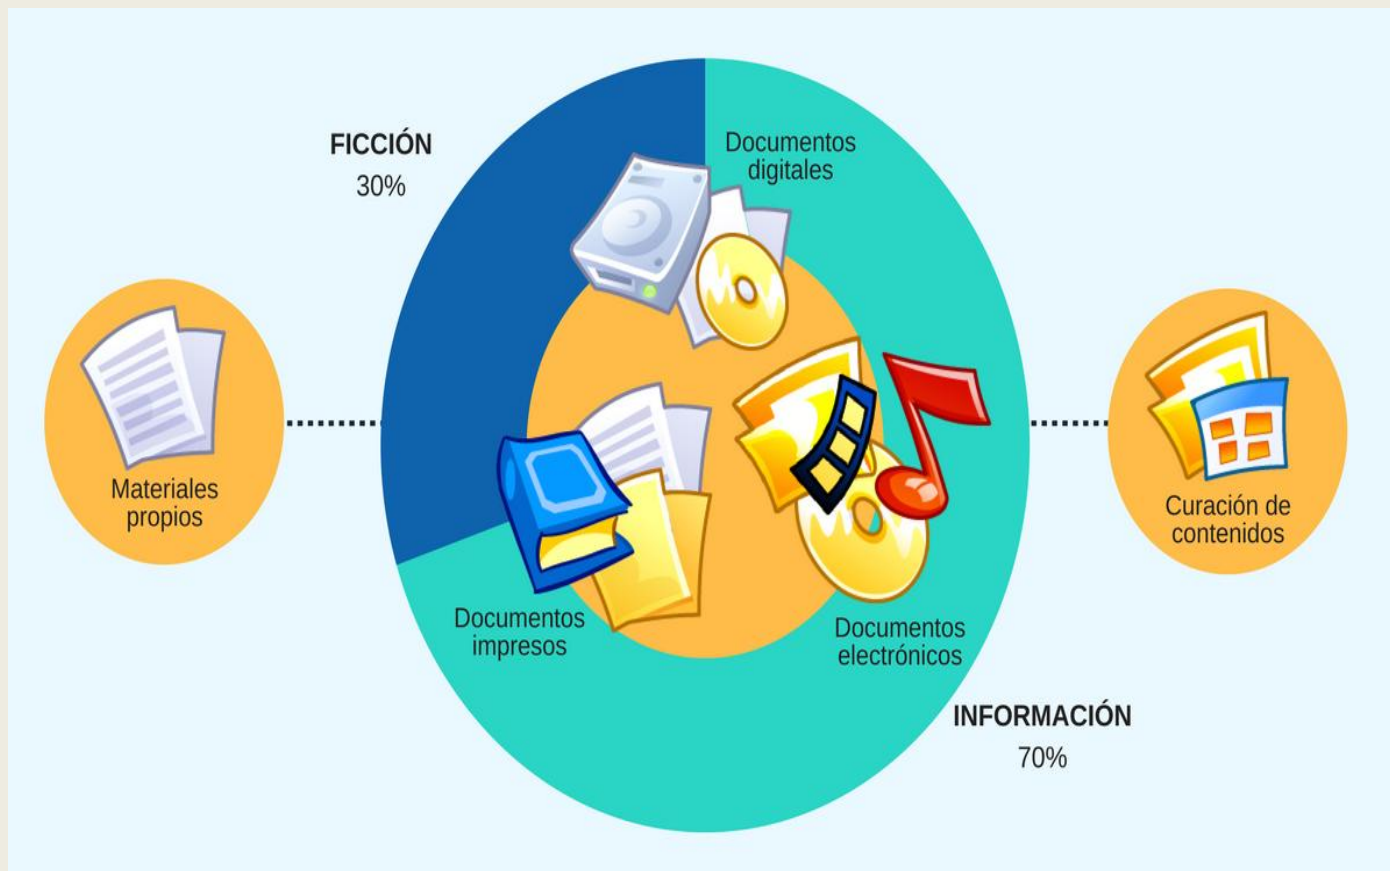 FICCIÓN
30%
Documentos
digitales
Materiales
propios
Curación de
contenidos
Documentos
impresos
Documentos
electrónicos
INFORMACIÓN
70%